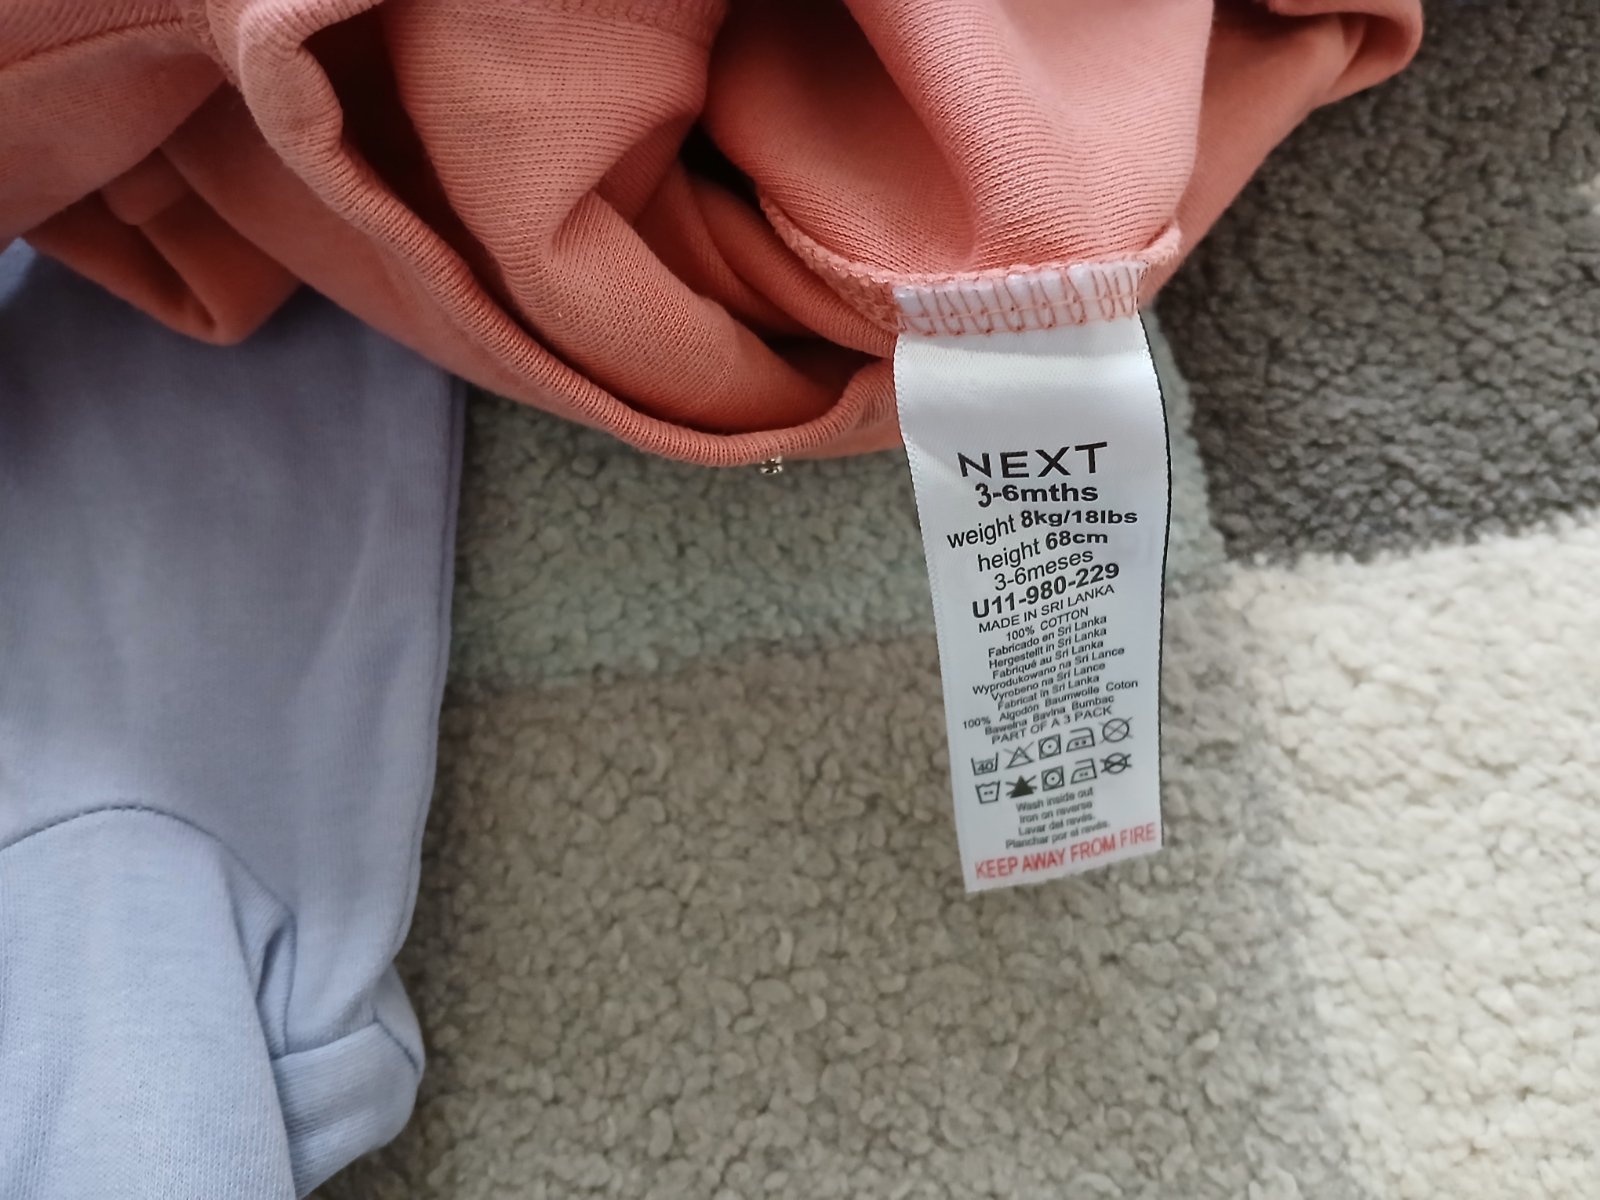 NEXT
3-6mths
weight 8kg/18lbs
height 68cm
3-6meses
U11-980-229
MADE IN SRI LANKA
100% COTTON
Fabricado en Sri Lanka
Hergestellt in Sri Lanka
Fabriqué au Sri Lanka
Wyprodukowano na Sri Lance
Vyrobeno na Sri Lance
Fabricat în Sri Lanka
100% Algodón Baumwolle Coton
Bawełna Bavlna Bumbac
PART OF A 3 PACK
40
Wash inside out
Iron on reverse
Lavar del revés.
Planchar por el revés.
KEEP AWAY FROM FIRE